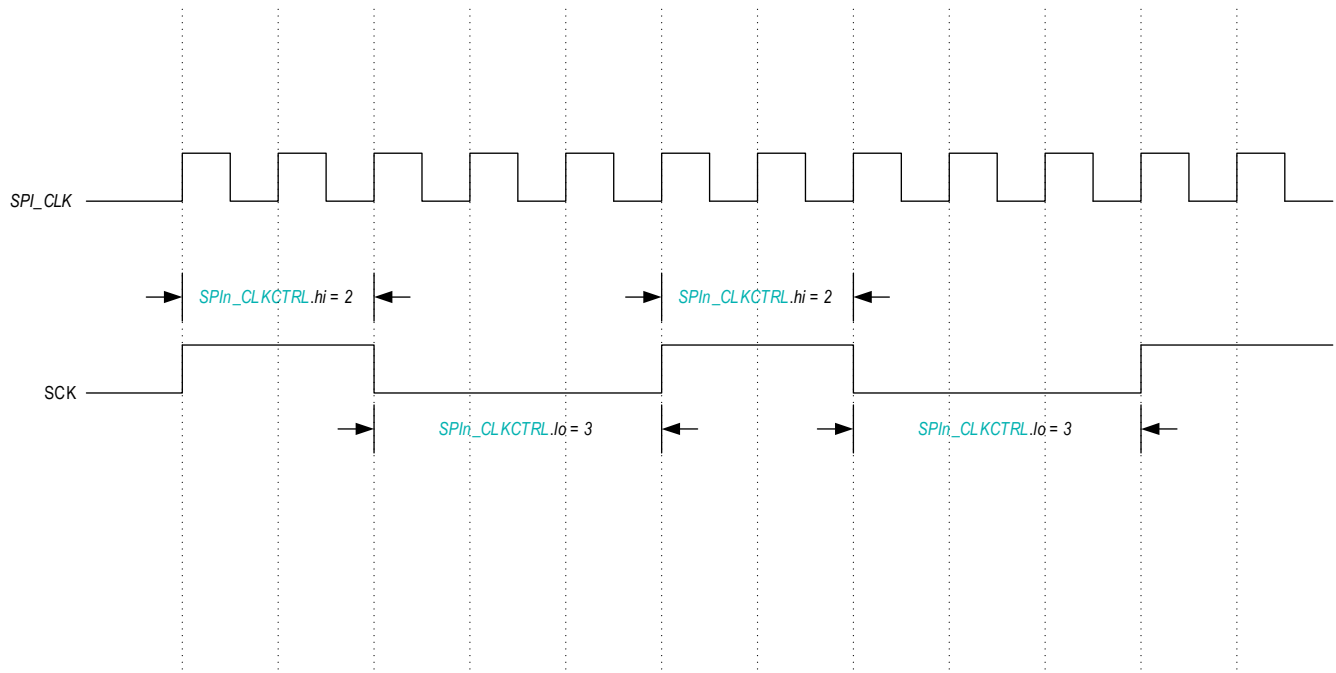 SPI_CLK
SPIn_CLKCTRL.hi = 2
SPIn_CLKCTRL.hi = 2
SCK
SPIn_CLKCTRL.lo = 3
SPIn_CLKCTRL.lo = 3